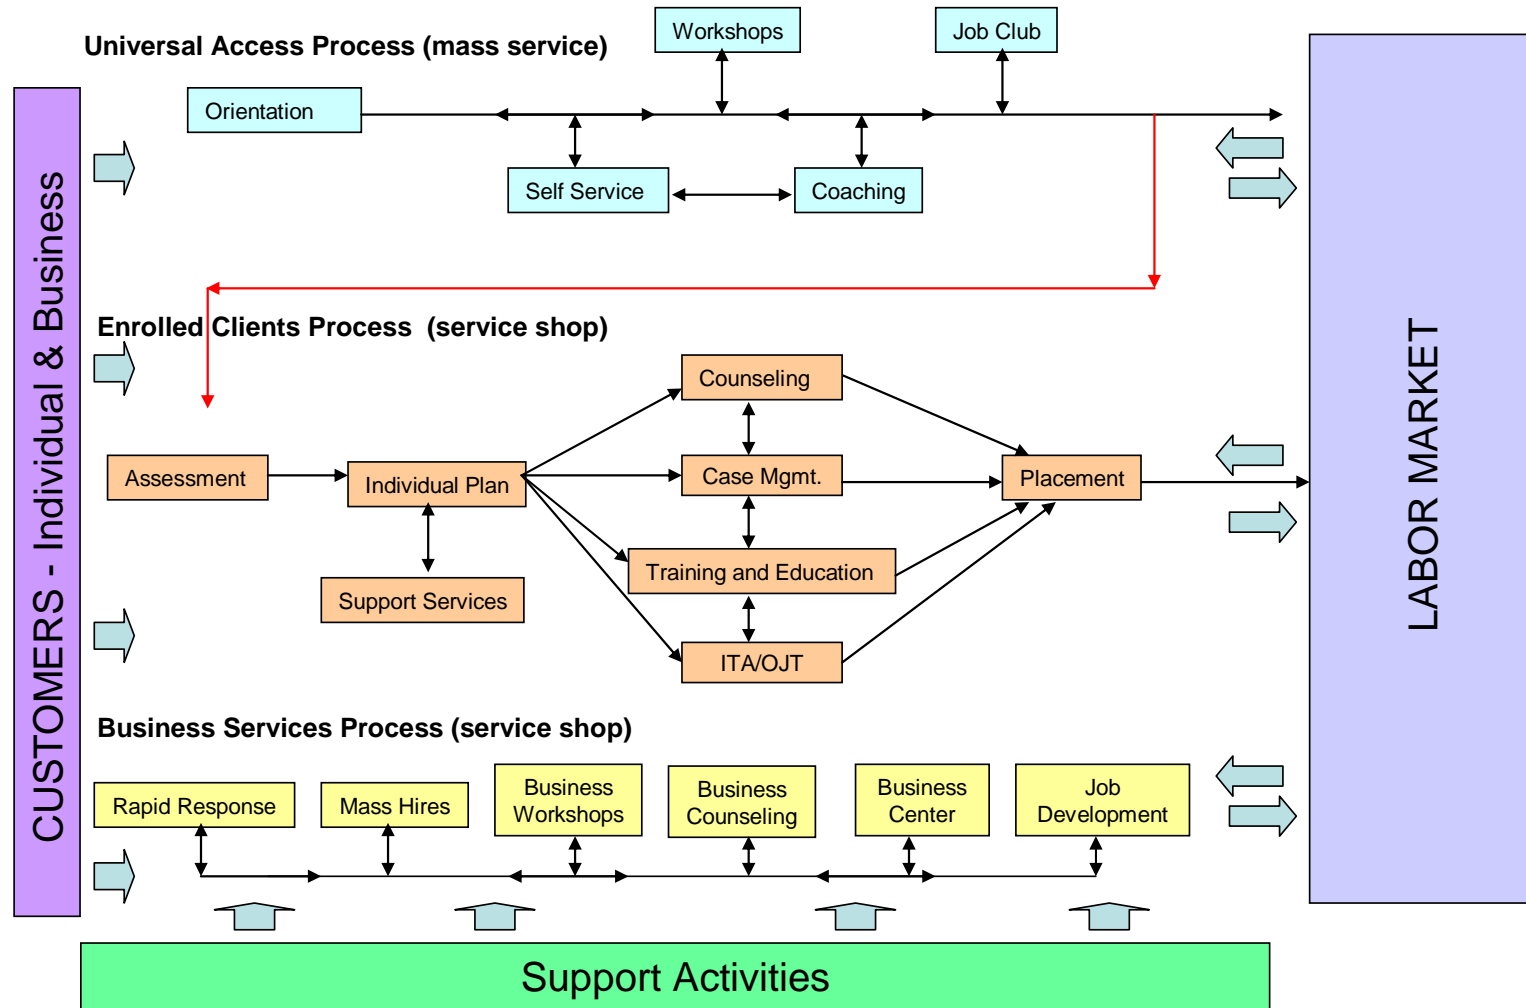 Universal Access Process (mass service)
Workshops
Job Club
Orientation
Self Service
Coaching
CUSTOMERS - Individual & Business
LABOR MARKET
Enrolled Clients Process (service shop)
Counseling
Assessment
Individual Plan
Case Mgmt.
Placement
Training and Education
Support Services
ITA/OJT
Business Services Process (service shop)
Rapid Response
Mass Hires
Business
Workshops
Business
Counseling
Business
Center
Job
Development
Support Activities